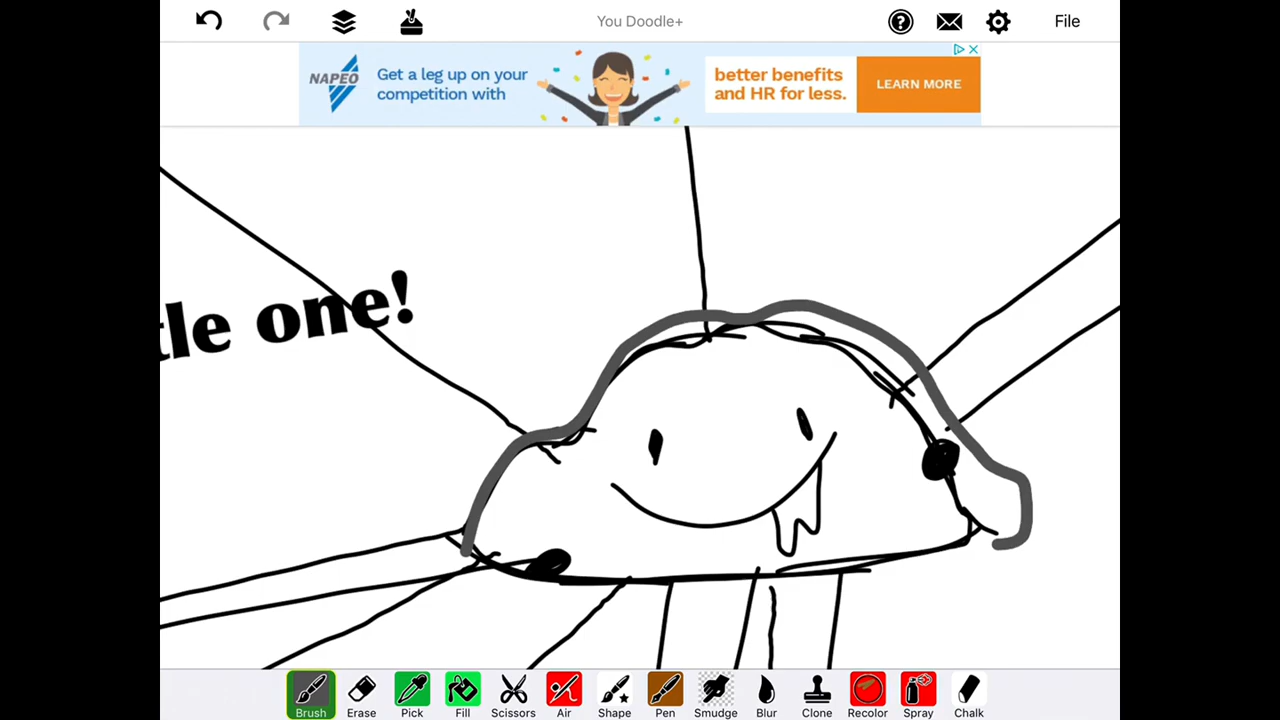 You Doodle+
File
NAPEO
Get a leg up on your
competition with
better benefits
and HR for less.
LEARN MORE
tle one!
Brush Erase Pick Fill Scissors Air Shape Pen Smudge Blur Clone Recolor Spray Chalk